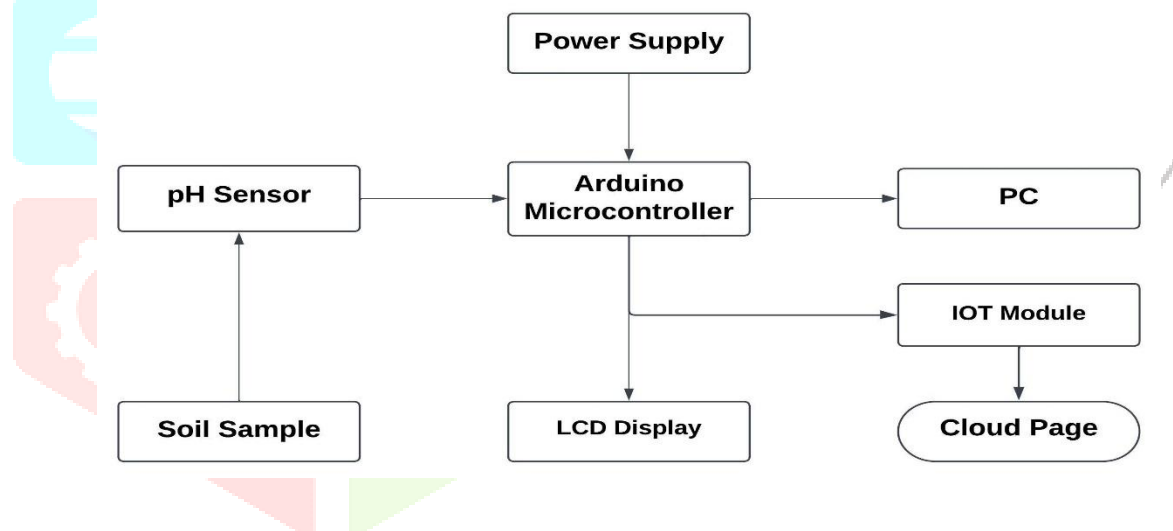 Power Supply
pH Sensor
Arduino
Microcontroller
PC
IOT Module
Soil Sample
LCD Display
Cloud Page